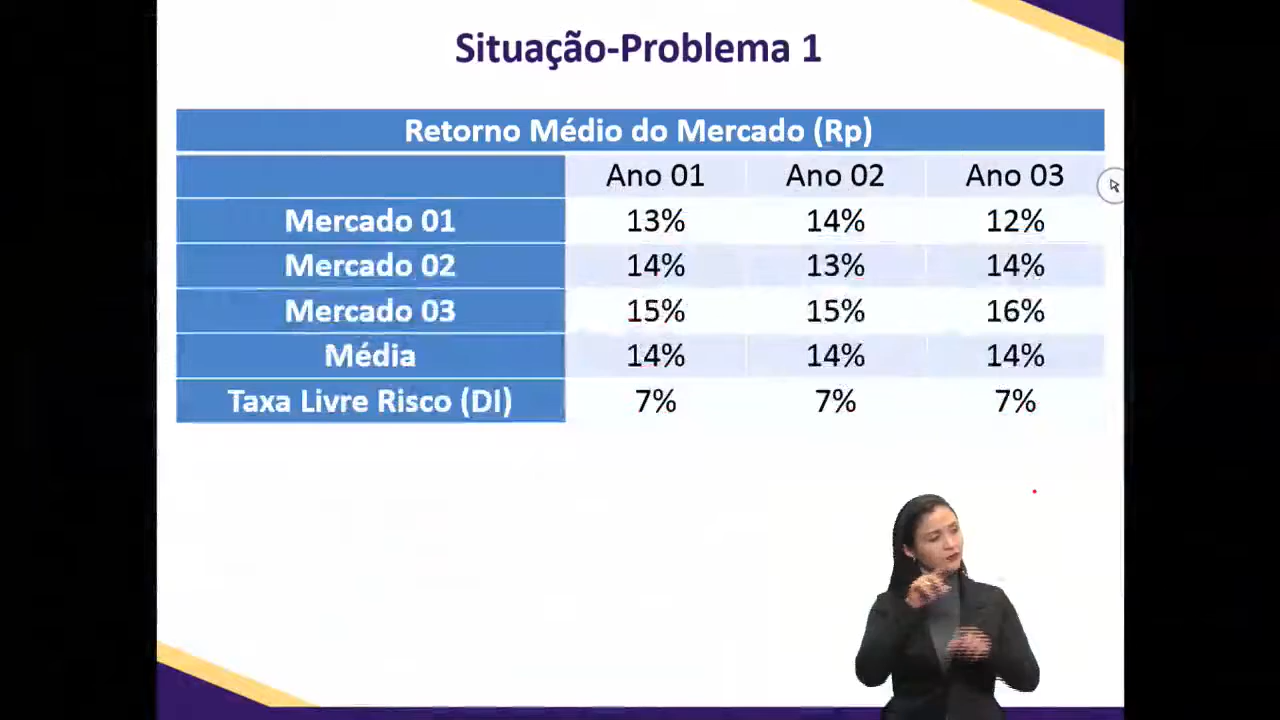 Situação-Problema 1
Retorno Médio do Mercado (Rp)
Ano 01 Ano 02 Ano 03
Mercado 01 13% 14% 12%
Mercado 02 14% 13% 14%
Mercado 03 15% 15% 16%
Média 14% 14% 14%
Taxa Livre Risco (DI) 7% 7% 7%